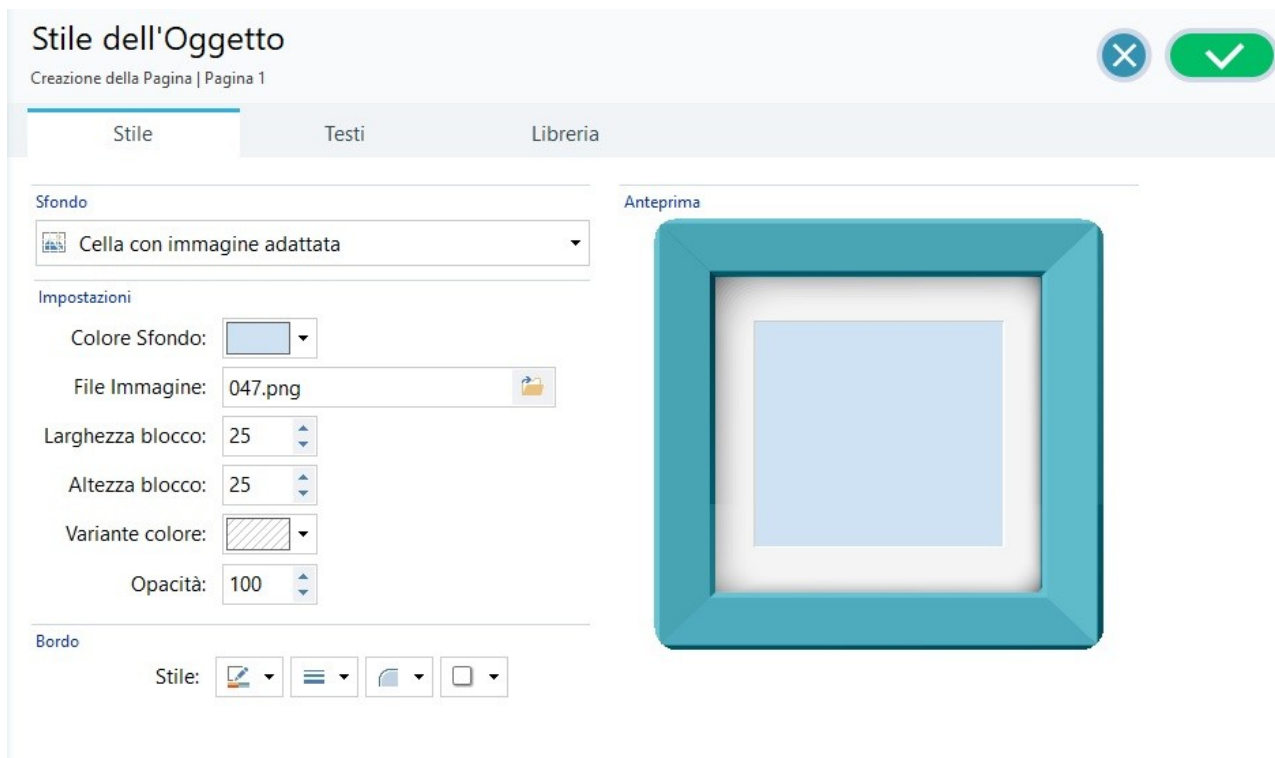 Stile dell'Oggetto
Creazione della Pagina | Pagina 1
Stile Testi Libreria
Sfondo
Cella con immagine adattata
Impostazioni
Colore Sfondo:
File Immagine: 047.png
Larghezza blocco: 25
Altezza blocco: 25
Variante colore:
Opacità: 100
Bordo
Stile:
Anteprima